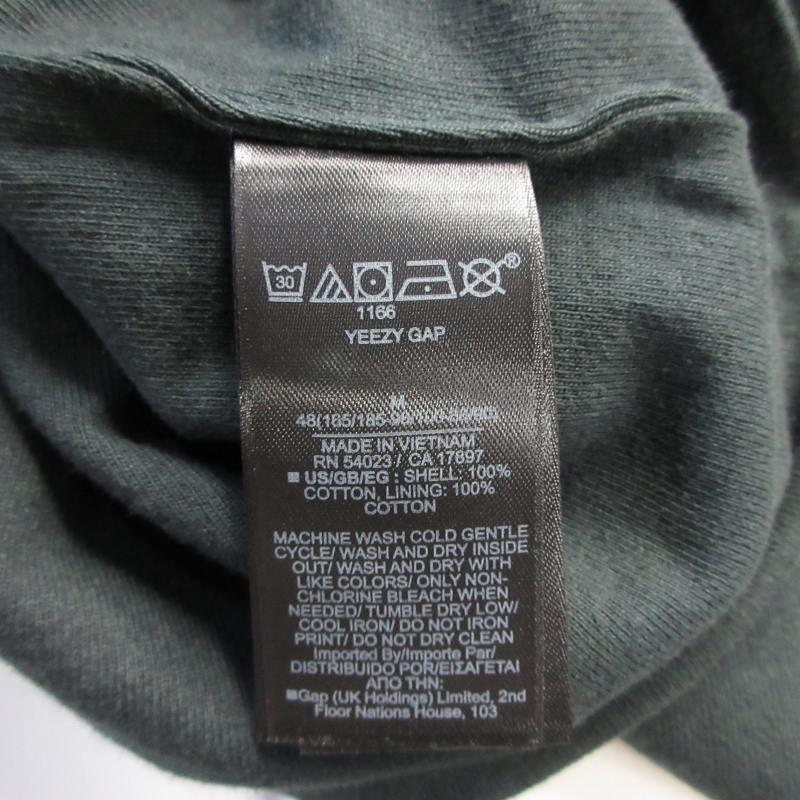 30
®
1166
YEEZY GAP
M
MADE IN VIETNAM
RN 54023 / CA 17897
US/GB/EG : SHELL: 100%
COTTON, LINING: 100%
COTTON
MACHINE WASH COLD GENTLE
CYCLE/ WASH AND DRY INSIDE
OUT/ WASH AND DRY WITH
LIKE COLORS/ ONLY NON-
CHLORINE BLEACH WHEN
NEEDED/ TUMBLE DRY LOW/
COOL IRON/ DO NOT IRON
PRINT/ DO NOT DRY CLEAN
Imported By/Importe Par/
DISTRIBUIDO POR/ΕΙΣΑΓΕΤΑΙ
ΑΠΟ ΤΗΝ:
Gap (UK Holdings) Limited, 2nd
Floor Nations House, 103